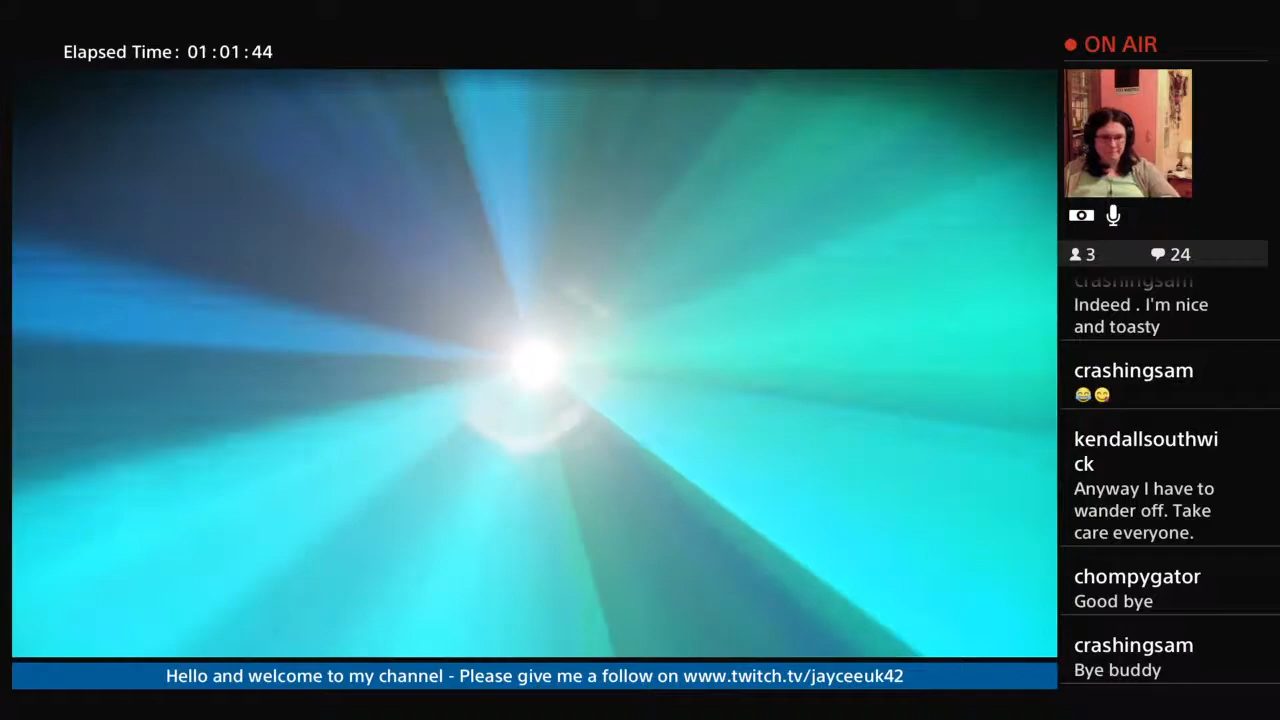 Elapsed Time: 01:01:44
ON AIR
3
24
crashingsam
Indeed . I'm nice
and toasty
crashingsam
😂😋
kendallsouthwi
ck
Anyway I have to
wander off. Take
care everyone.
chompygator
Good bye
crashingsam
Bye buddy
Hello and welcome to my channel - Please give me a follow on www.twitch.tv/jayceeuk42